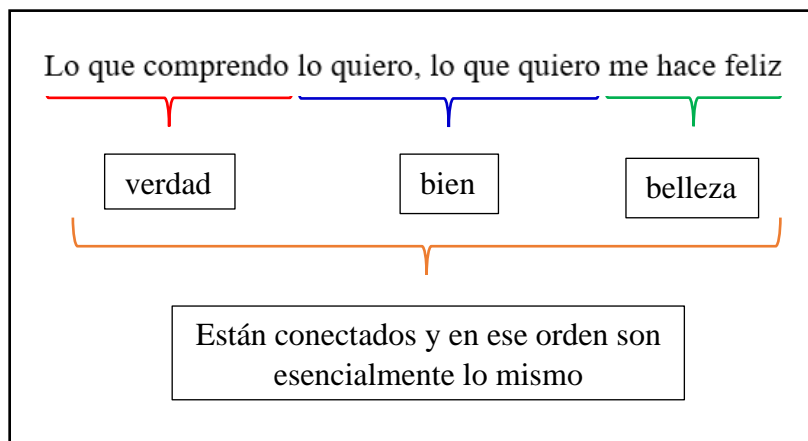 Lo que comprendo lo quiero, lo que quiero me hace feliz
verdad
bien
belleza
Están conectados y en ese orden son
esencialmente lo mismo